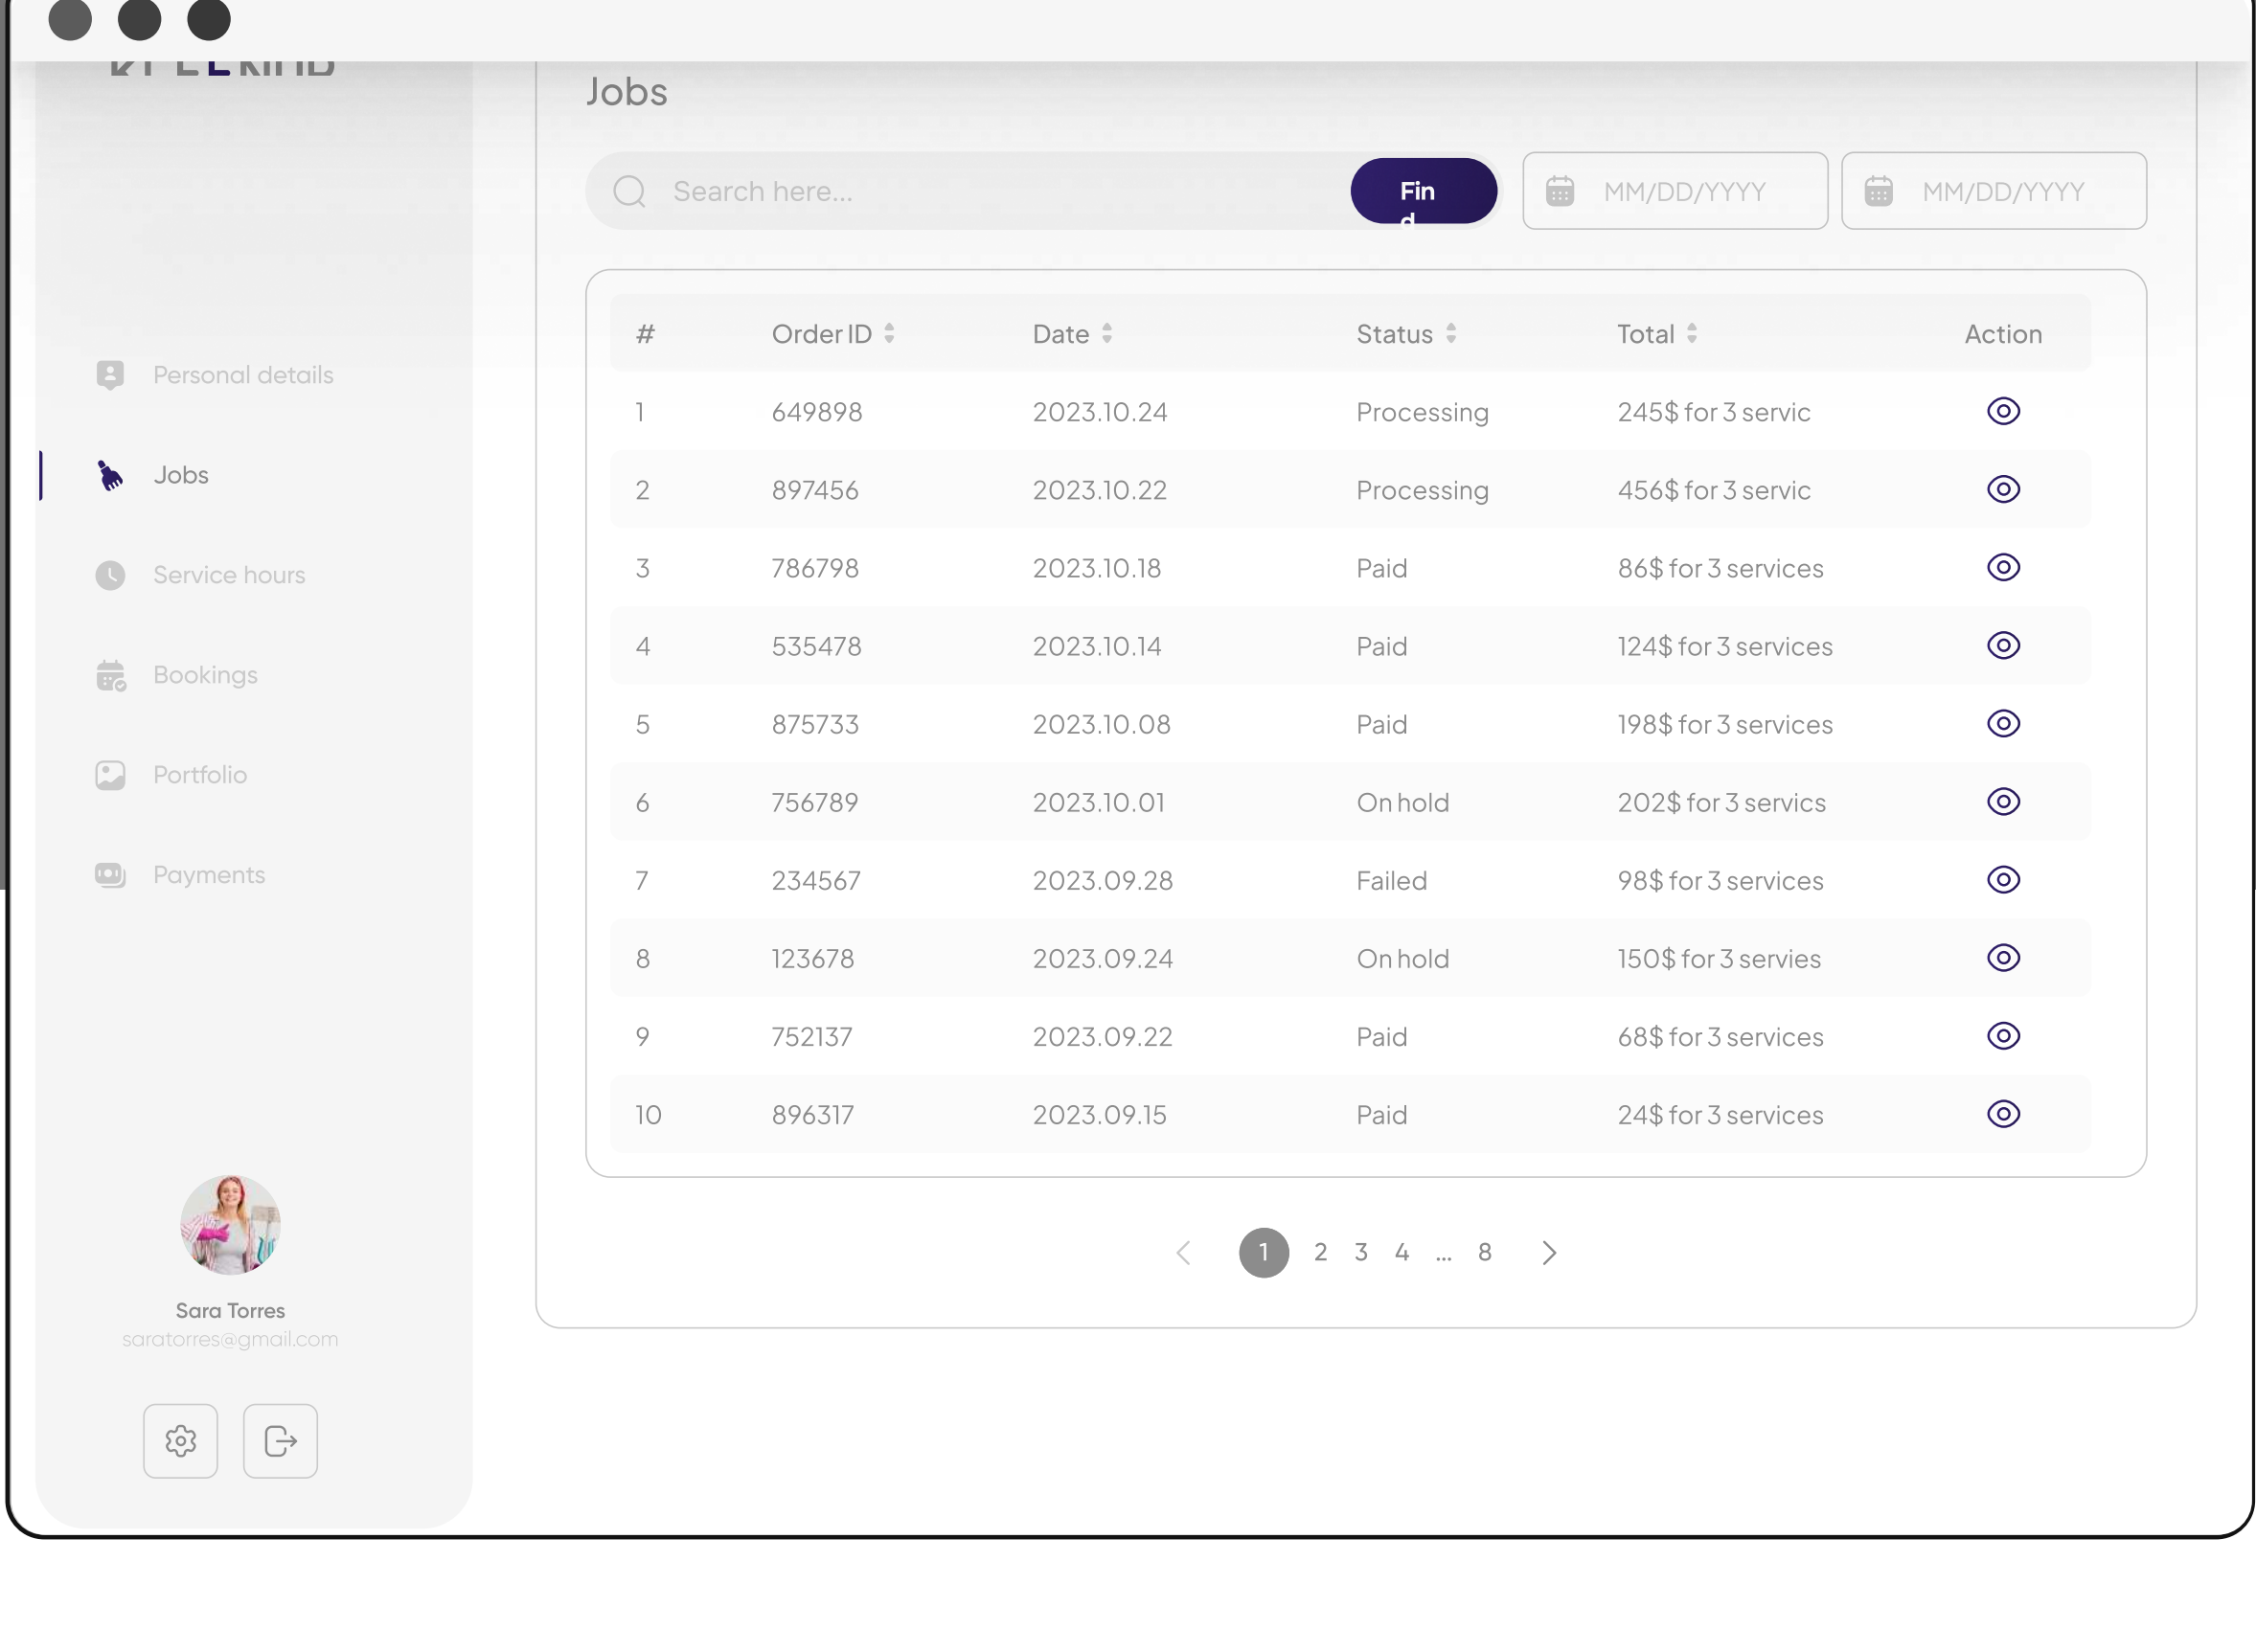 Jobs
Search here...
Find
MM/DD/YYYY
MM/DD/YYYY
Personal details
Jobs
Service hours
Bookings
Portfolio
Payments
Sara Torres
saratorres@gmail.com
# Order ID Date Status Total Action
1 649898 2023.10.24 Processing 245$ for 3 servic
2 897456 2023.10.22 Processing 456$ for 3 servic
3 786798 2023.10.18 Paid 86$ for 3 services
4 535478 2023.10.14 Paid 124$ for 3 services
5 875733 2023.10.08 Paid 198$ for 3 services
6 756789 2023.10.01 On hold 202$ for 3 servics
7 234567 2023.09.28 Failed 98$ for 3 services
8 123678 2023.09.24 On hold 150$ for 3 servies
9 752137 2023.09.22 Paid 68$ for 3 services
10 896317 2023.09.15 Paid 24$ for 3 services
1 2 3 4 ... 8